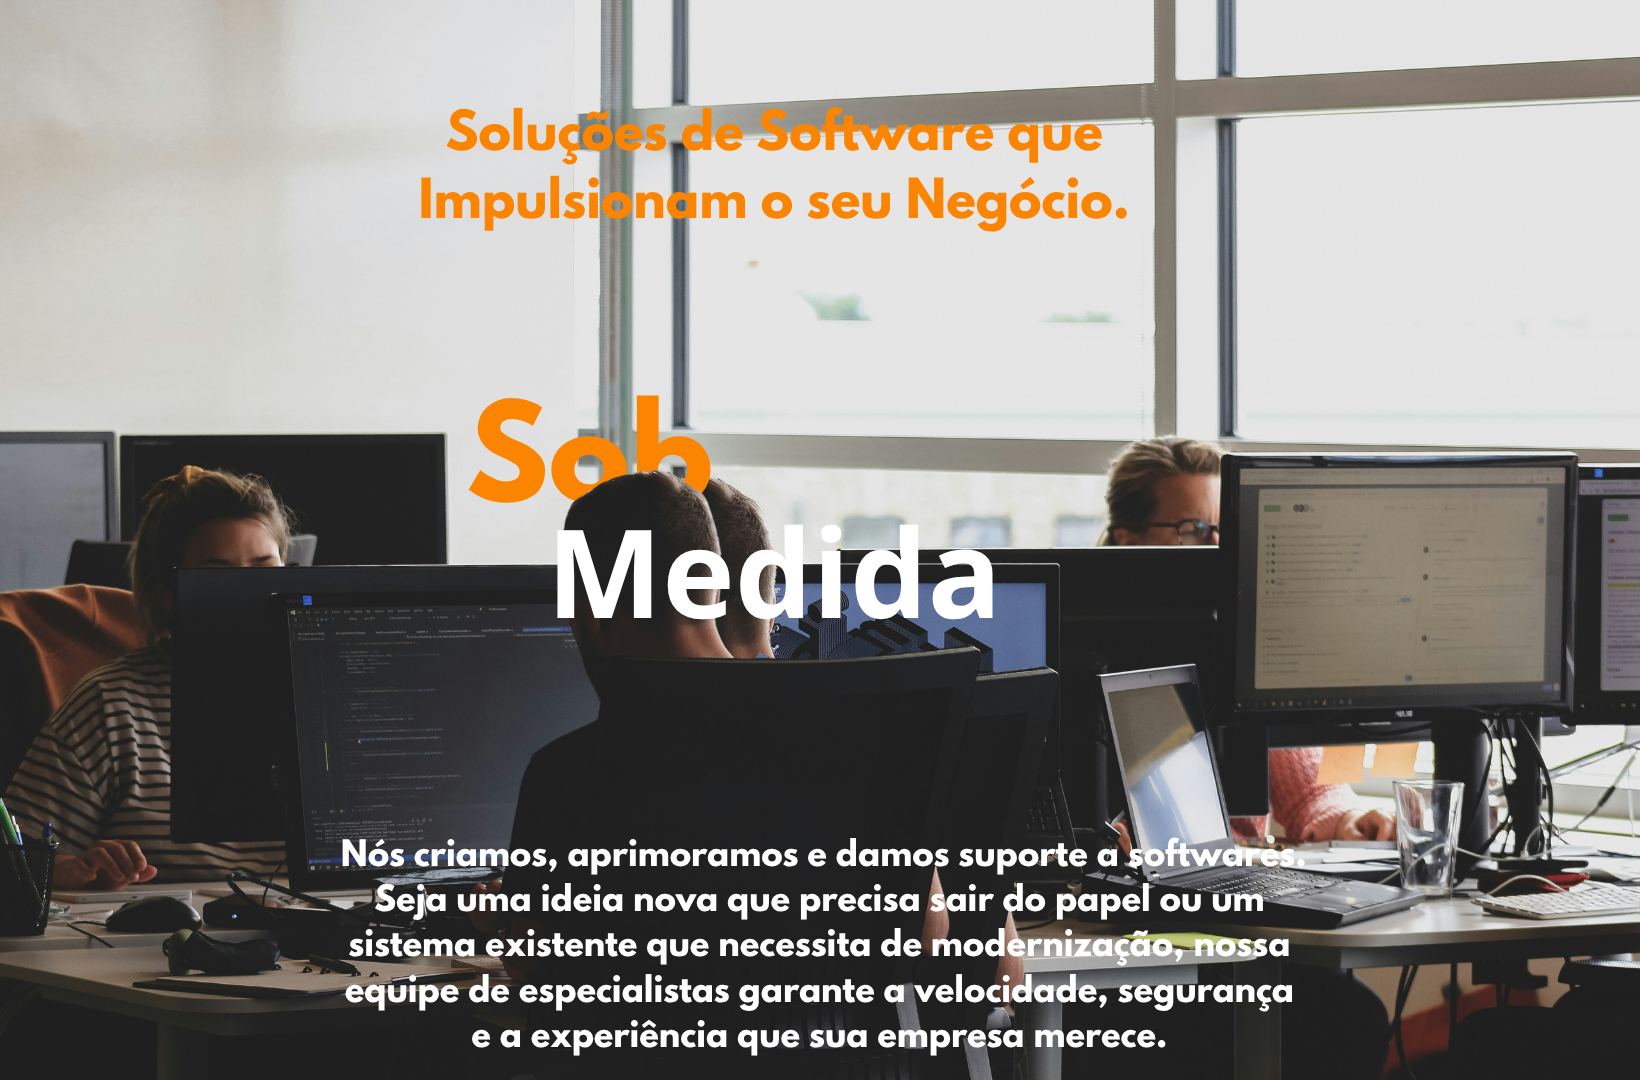 Soluções de Software que
Impulsionam o seu Negócio.
Sob
Medida
Nós criamos, aprimoramos e damos suporte a softwares.
Seja uma ideia nova que precisa sair do papel ou um
sistema existente que necessita de modernização, nossa
equipe de especialistas garante a velocidade, segurança
e a experiência que sua empresa merece.